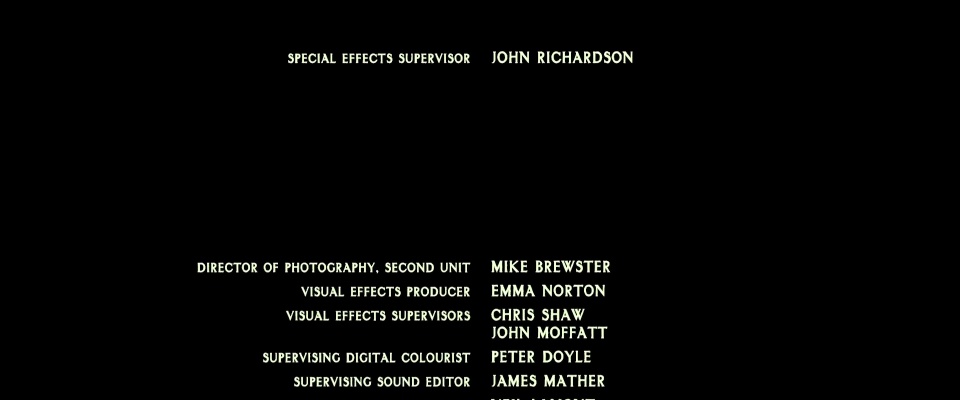 SPECIAL EFFECTS SUPERVISOR JOHN RICHARDSON
DIRECTOR OF PHOTOGRAPHY, SECOND UNIT MIKE BREWSTER
VISUAL EFFECTS PRODUCER EMMA NORTON
VISUAL EFFECTS SUPERVISORS CHRIS SHAW
JOHN MOFFATT
SUPERVISING DIGITAL COLOURIST PETER DOYLE
SUPERVISING SOUND EDITOR JAMES MATHER